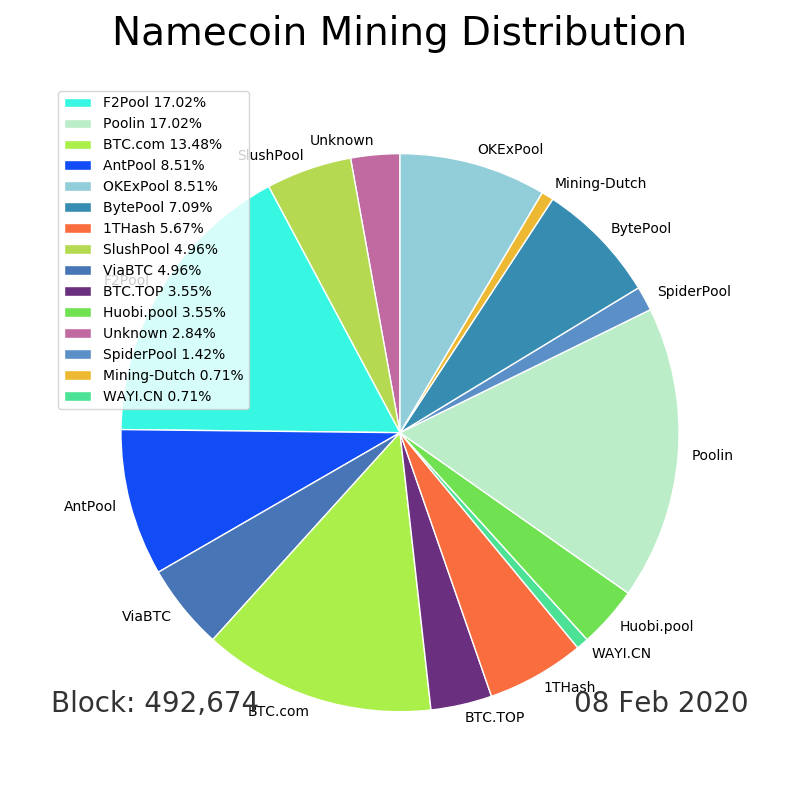 Namecoin Mining Distribution
F2Pool 17.02%
Poolin 17.02%
BTC.com 13.48%
AntPool 8.51%
OKExPool 8.51%
BytePool 7.09%
1THash 5.67%
SlushPool 4.96%
ViaBTC 4.96%
BTC.TOP 3.55%
Huobi.pool 3.55%
Unknown 2.84%
SpiderPool 1.42%
Mining-Dutch 0.71%
WAYI.CN 0.71%
OKExPool
Mining-Dutch
BytePool
SpiderPool
Poolin
Huobi.pool
WAYI.CN
1THash
BTC.TOP
BTC.com
ViaBTC
AntPool
F2Pool
SlushPool
Unknown
Block: 492,674
08 Feb 2020